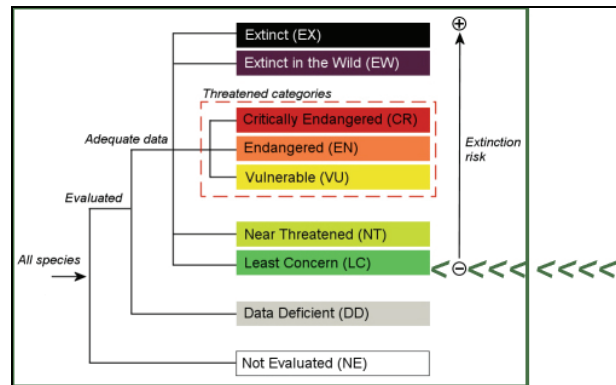 Extinct (EX)
Extinct in the Wild (EW)
Threatened categories
Critically Endangered (CR)
Adequate data
Endangered (EN)
Extinction
risk
Vulnerable (VU)
Evaluated
Near Threatened (NT)
All species
Least Concern (LC)
< < < < < < < < <
Data Deficient (DD)
Not Evaluated (NE)